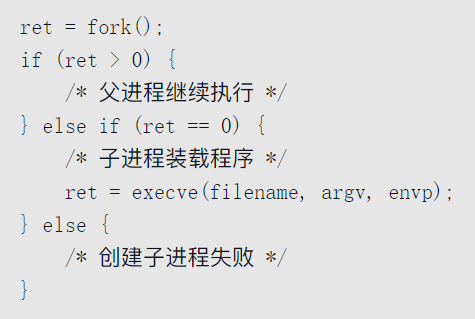 ret = fork();
if (ret > 0) {
    /* 父进程继续执行 */
} else if (ret == 0) {
    /* 子进程装载程序 */
    ret = execve(filename, argv, envp);
} else {
    /* 创建子进程失败 */
}